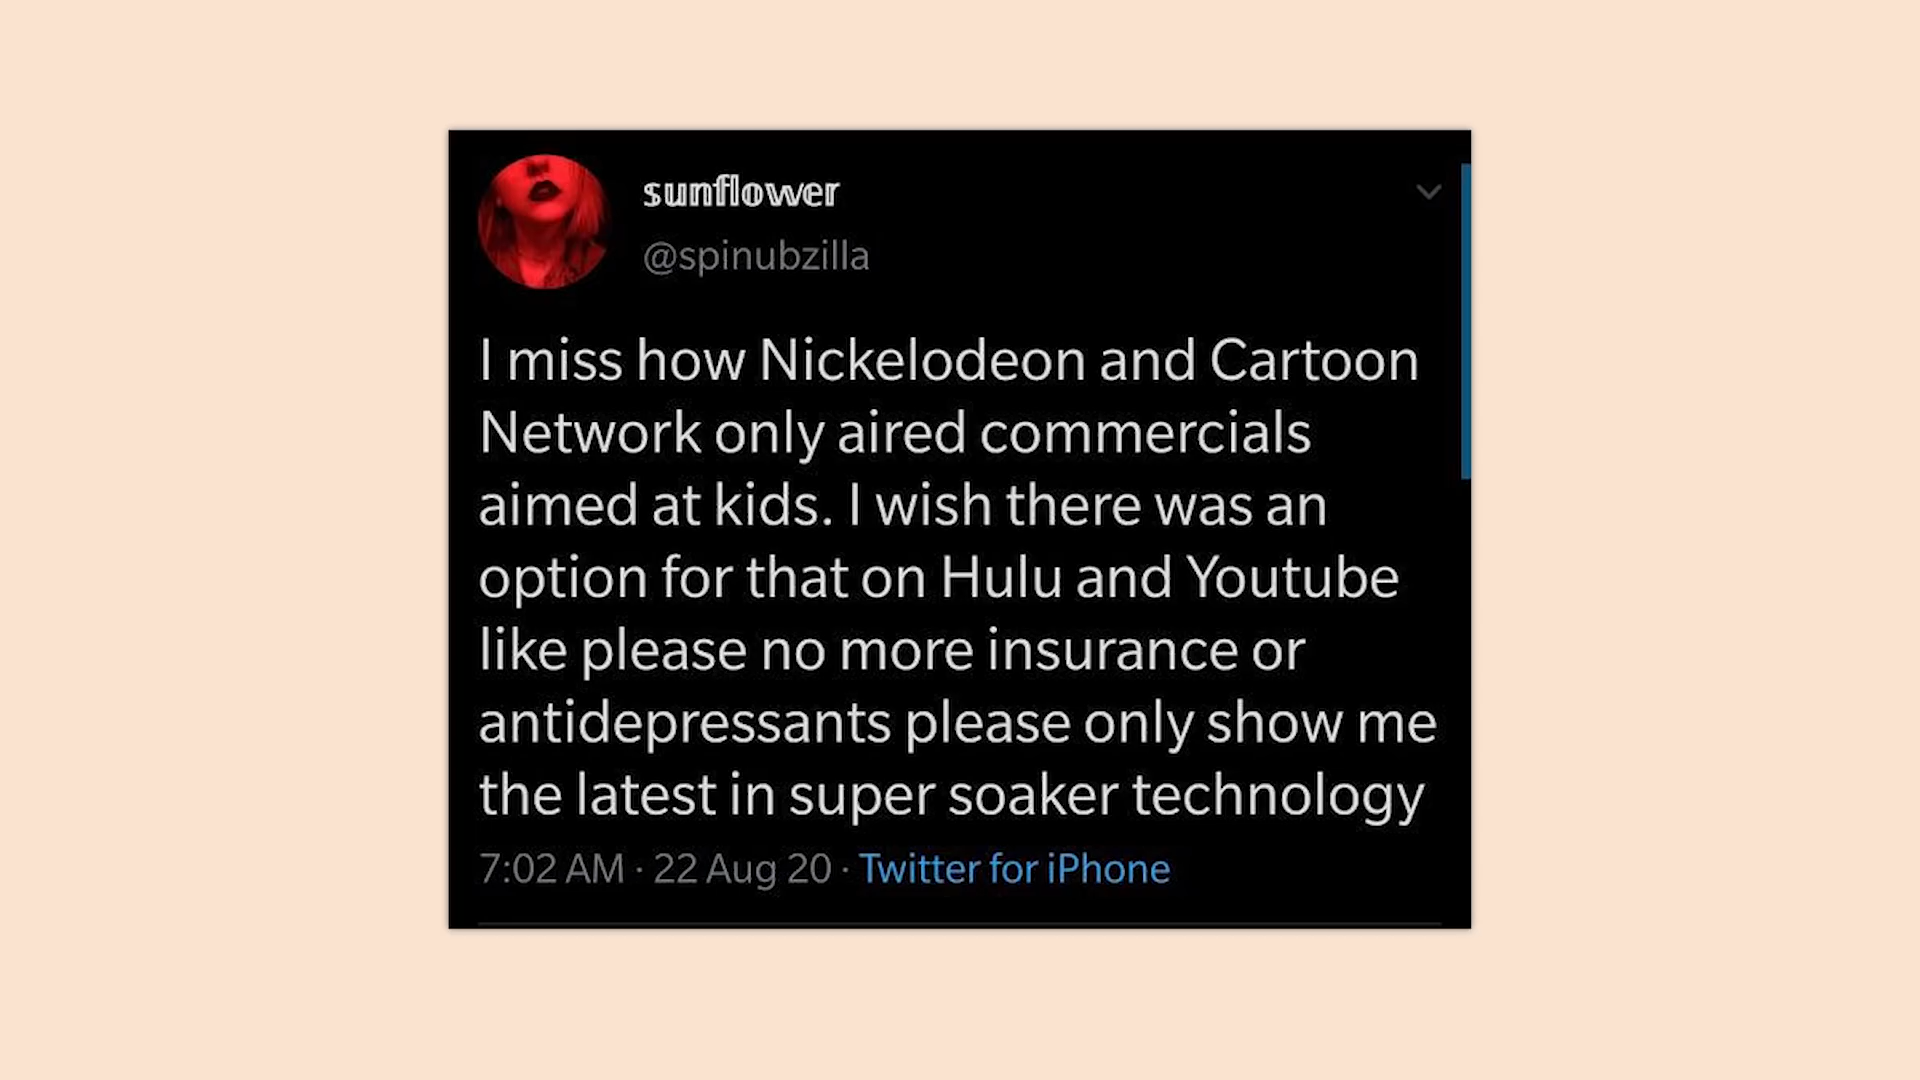 sunflower
@spinubzilla
I miss how Nickelodeon and Cartoon
Network only aired commercials
aimed at kids. I wish there was an
option for that on Hulu and Youtube
like please no more insurance or
antidepressants please only show me
the latest in super soaker technology
7:02 AM · 22 Aug 20 · Twitter for iPhone